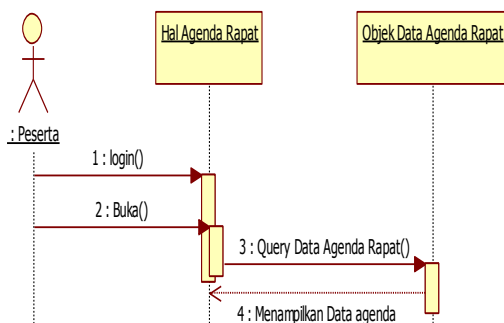 Hal Agenda Rapat
Objek Data Agenda Rapat
: Peserta
1 : login()
2 : Buka()
3 : Query Data Agenda Rapat()
4 : Menampilkan Data agenda